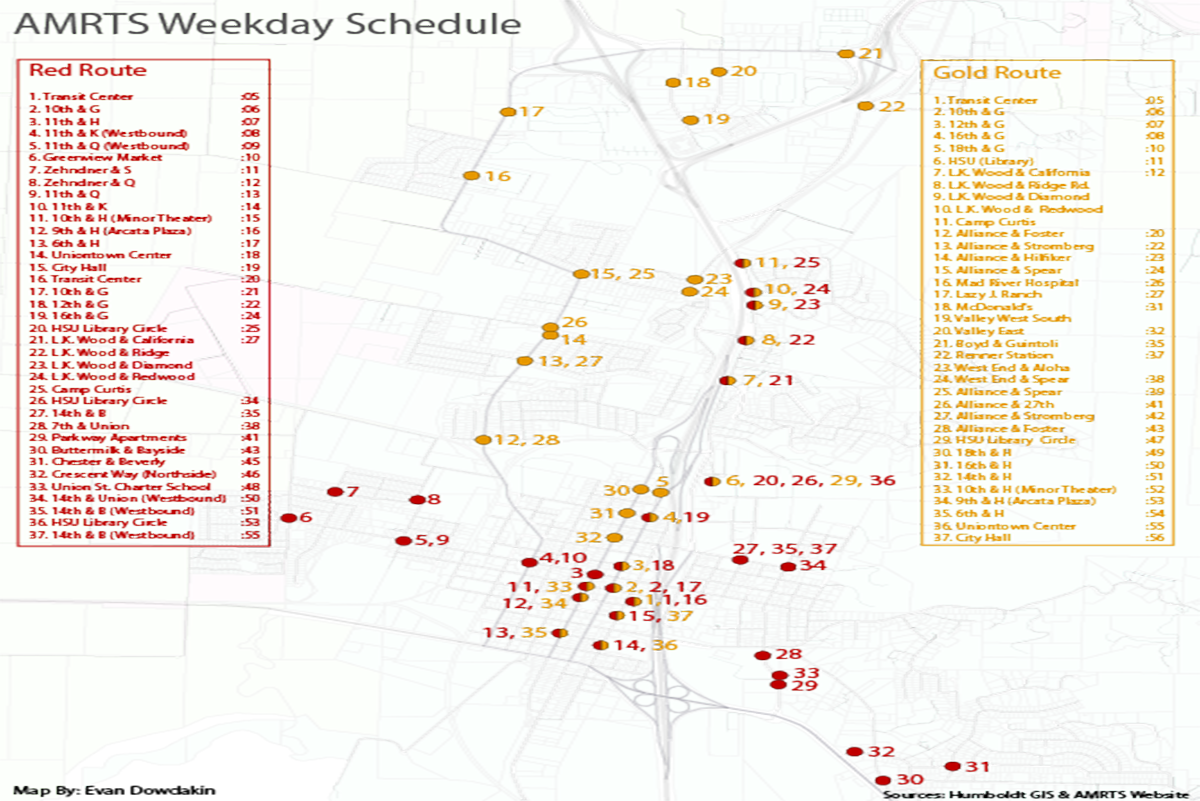 AMRTS Weekday Schedule
Red Route
1. Transit Center :05
2. 10th & G :06
3. 11th & H :07
4. 11th & K (Westbound) :08
5. 11th & Q (Westbound) :09
6. Greenview Market :10
7. Zehndner & S :11
8. Zehndner & Q :12
9. 11th & Q :13
10. 11th & K :14
11. 10th & H (Minor Theater) :15
12. 9th & H (Arcata Plaza) :16
13. 6th & H :17
14. Uniontown Center :18
15. City Hall :19
16. Transit Center :20
17. 10th & G :21
18. 12th & G :22
19. 16th & G :24
20. HSU Library Circle :25
21. L.K. Wood & California :27
22. L.K. Wood & Ridge
23. L.K. Wood & Diamond
24. L.K. Wood & Redwood
25. Camp Curtis
26. HSU Library Circle :34
27. 14th & B :35
28. 7th & Union :38
29. Parkway Apartments :41
30. Buttermilk & Bayside :43
31. Chester & Beverly :45
32. Crescent Way (Northside) :46
33. Union St. Charter School :48
34. 14th & Union (Westbound) :50
35. 14th & B (Westbound) :51
36. HSU Library Circle :53
37. 14th & B (Westbound) :55
Gold Route
1. Transit Center :05
2. 10th & G :06
3. 12th & G :07
4. 16th & G :08
5. 18th & G :10
6. HSU (Library) :11
7. L.K. Wood & California :12
8. L.K. Wood & Ridge Rd.
9. L.K. Wood & Diamond
10. L.K. Wood & Redwood
11. Camp Curtis
12. Alliance & Foster :20
13. Alliance & Stromberg :22
14. Alliance & Hilfiker :23
15. Alliance & Spear :24
16. Mad River Hospital :26
17. Lazy J. Ranch :27
18. McDonald's :31
19. Valley West South
20. Valley East :32
21. Boyd & Guintoli :35
22. Renner Station :37
23. West End & Aloha
24. West End & Spear :38
25. Alliance & Spear :39
26. Alliance & 27th :41
27. Alliance & Stromberg :42
28. Alliance & Foster :43
29. HSU Library Circle :47
30. 18th & H :49
31. 16th & H :50
32. 14th & H :51
33. 10th & H (Minor Theater) :52
34. 9th & H (Arcata Plaza) :53
35. 6th & H :54
36. Uniontown Center :55
37. City Hall :56
21
20
18
22
17
19
16
11, 25
15, 25
23
24
10, 24
9, 23
26
14
8, 22
13, 27
7, 21
12, 28
6, 20, 26, 29, 36
5
30
7
8
31
4,19
6
32
5,9
27, 35, 37
4,10
3,18
34
3
11, 33
2, 2, 17
12, 34
1,1,16
15, 37
13, 35
14, 36
28
33
29
32
31
30
Map By: Evan Dowdakin
Sources: Humboldt GIS & AMRTS Website